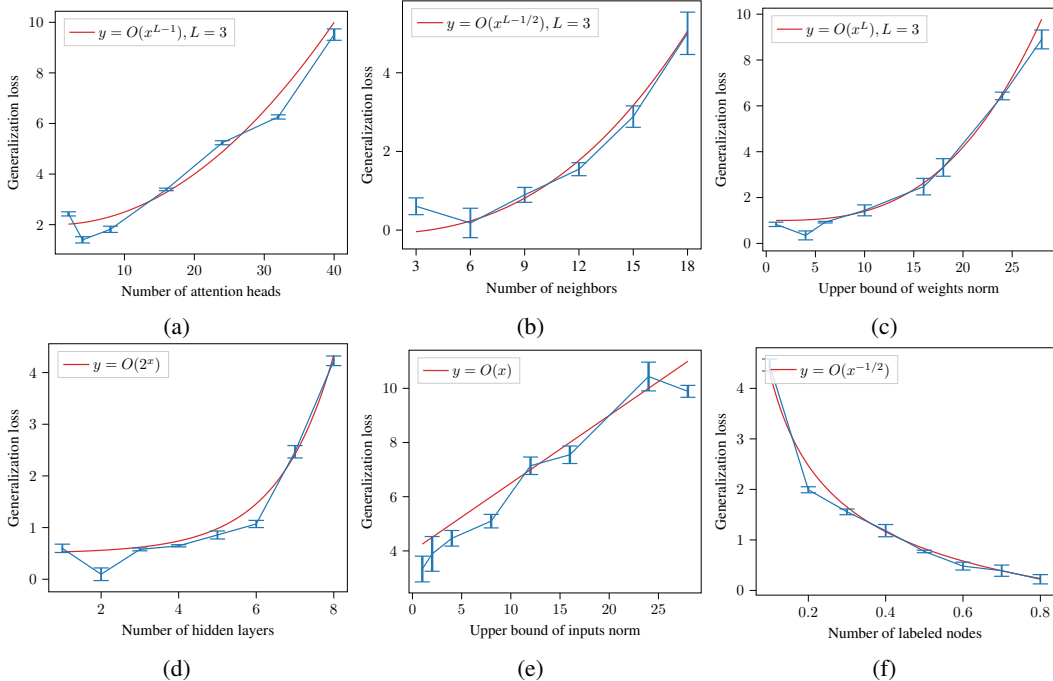 y = O(x^{L−1}), L = 3
Generalization loss
10
8
6
4
2
10
20
30
40
Number of attention heads
(a)
y = O(x^{L−1/2}), L = 3
Generalization loss
4
2
0
3
6
9
12
15
18
Number of neighbors
(b)
y = O(x^L), L = 3
Generalization loss
10
8
6
4
2
0
0
5
10
15
20
25
Upper bound of weights norm
(c)
y = O(2^x)
Generalization loss
4
3
2
1
0
2
4
6
8
Number of hidden layers
(d)
y = O(x)
Generalization loss
10
8
6
4
0
5
10
15
20
25
Upper bound of inputs norm
(e)
y = O(x^{−1/2})
Generalization loss
4
3
2
1
0
0.2
0.4
0.6
0.8
Number of labeled nodes
(f)